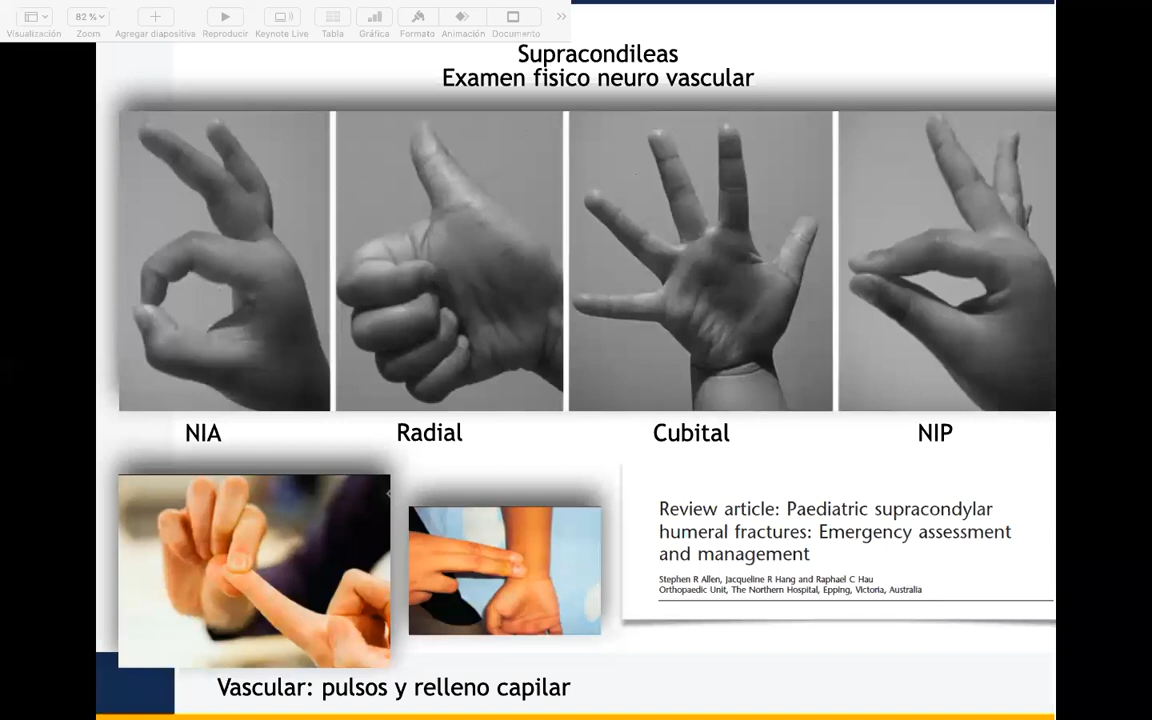 82 %
Visualización
Zoom
Agregar diapositiva
Reproducir
Keynote Live
Tabla
Gráfica
Formato
Animación
Documento
Supracondileas
Examen fisico neuro vascular
NIA
Radial
Cubital
NIP
Review article: Paediatric supracondylar
humeral fractures: Emergency assessment
and management
Stephen R Allen, Jacqueline R Hang and Raphael C Hau
Orthopaedic Unit, The Northern Hospital, Epping, Victoria, Australia
Vascular: pulsos y relleno capilar